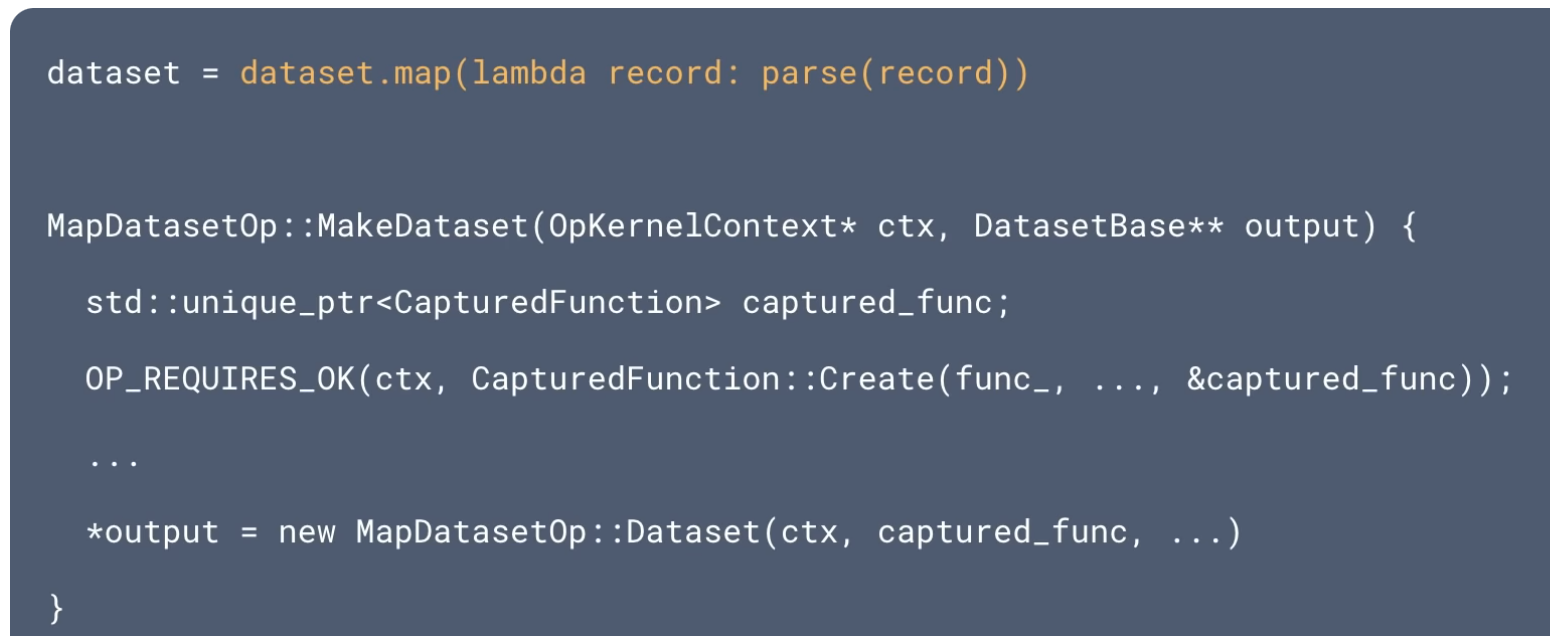 dataset = dataset.map(lambda record: parse(record))
MapDatasetOp::MakeDataset(OpKernelContext* ctx, DatasetBase** output) {
std::unique_ptr<CapturedFunction> captured_func;
OP_REQUIRES_OK(ctx, CapturedFunction::Create(func_, ..., &captured_func));
...
*output = new MapDatasetOp::Dataset(ctx, captured_func, ...)
}